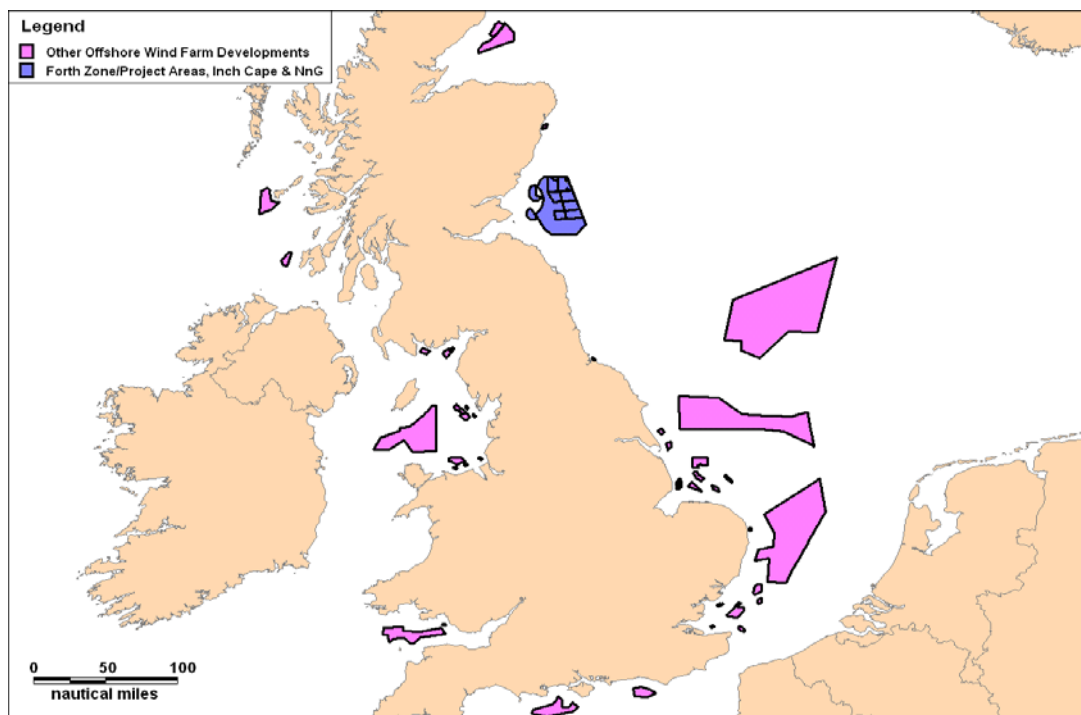 Legend
Other Offshore Wind Farm Developments
Forth Zone/Project Areas, Inch Cape & NnG
0 50 100
nautical miles